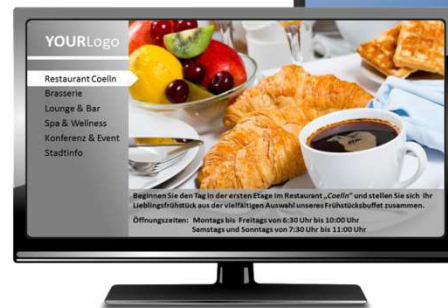 YOURLogo
Restaurant Coelln
Brasserie
Lounge & Bar
Spa & Wellness
Konferenz & Event
Stadtinfo
Beginnen Sie den Tag in der ersten Etage im Restaurant „Coelln“ und stellen Sie sich Ihr
Lieblingsfrühstück aus der vielfältigen Auswahl unseres Frühstücksbuffet zusammen.
Öffnungszeiten: Montags bis Freitags von 6:30 Uhr bis 10:00 Uhr
Samstags und Sonntags von 7:30 Uhr bis 11:00 Uhr